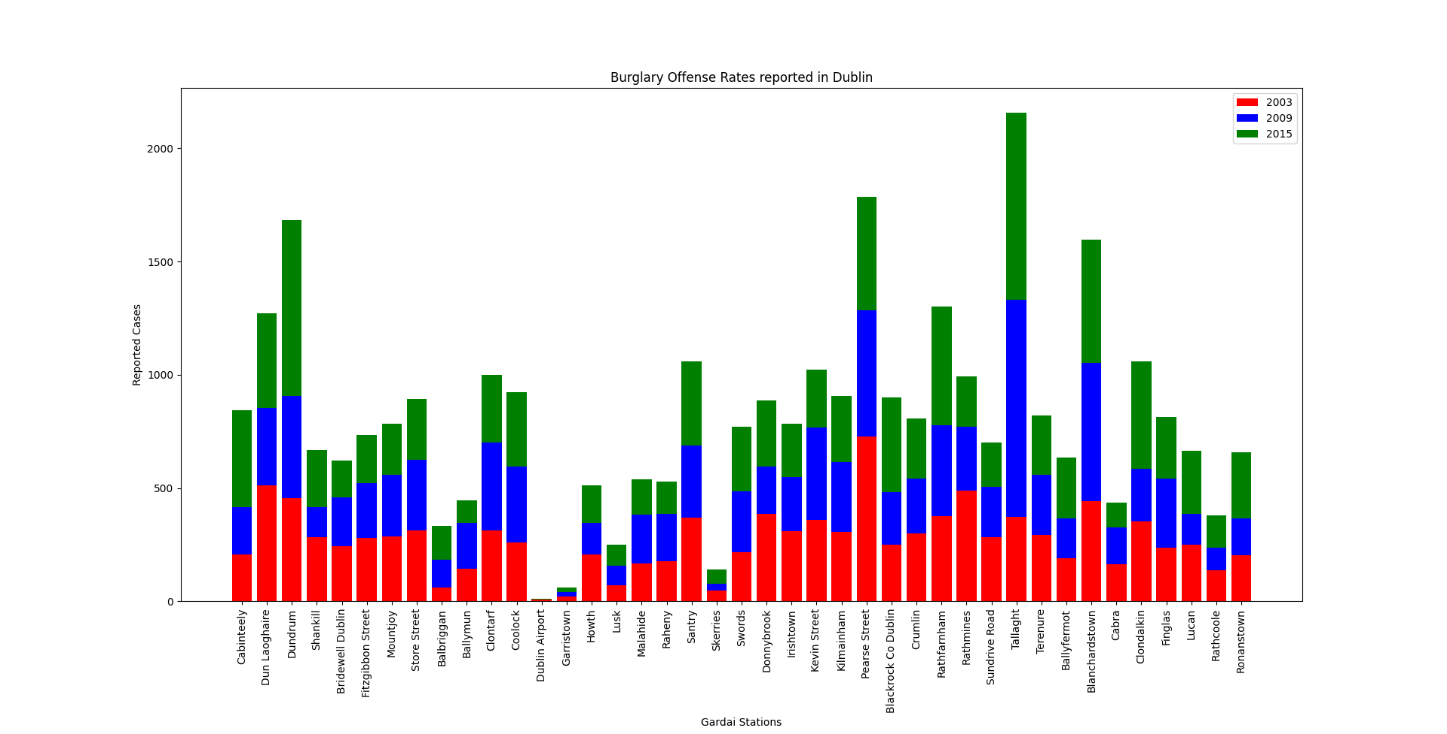 Burglary Offense Rates reported in Dublin
2003
2009
2015
Reported Cases
2000
1500
1000
500
0
Cabinteely
Dun Laoghaire
Dundrum
Shankill
Bridewell Dublin
Fitzgibbon Street
Mountjoy
Store Street
Balbriggan
Ballymun
Clontarf
Coolock
Dublin Airport
Garristown
Howth
Lusk
Malahide
Raheny
Santry
Skerries
Swords
Donnybrook
Irishtown
Kevin Street
Kilmainham
Pearse Street
Blackrock Co Dublin
Crumlin
Rathfarnham
Rathmines
Sundrive Road
Tallaght
Terenure
Ballyfermot
Blanchardstown
Cabra
Clondalkin
Finglas
Lucan
Rathcoole
Ronanstown
Gardai Stations